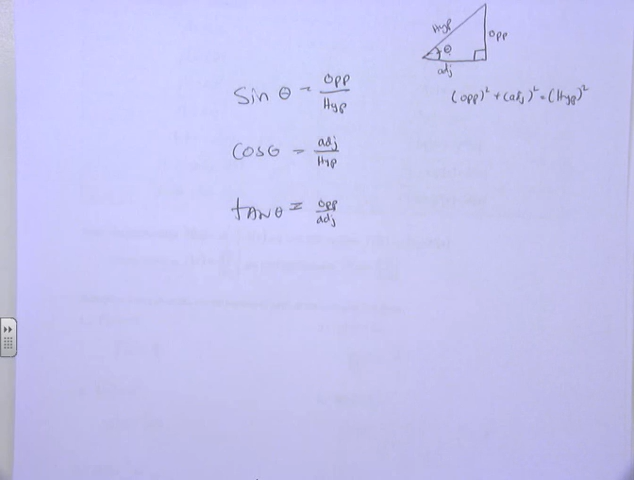 Hyp
opp
θ
adj
(opp)² + (adj)² = (Hyp)²
Sin θ = opp/Hyp
Cos θ = adj/Hyp
tAN θ = opp/adj